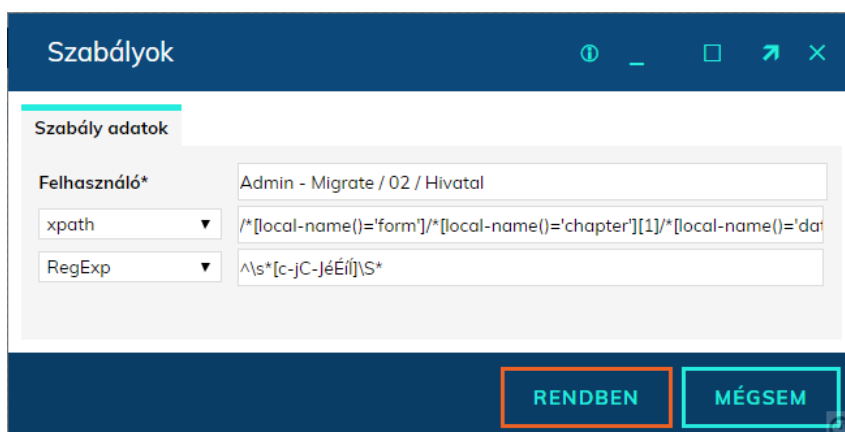 Szabályok
Szabály adatok
Felhasználó* Admin - Migrate / 02 / Hivatal
xpath /*[local-name()='form']/*[local-name()='chapter'][1]/*[local-name()='dat
RegExp ^\s*[c-jC-JéÉíÍ]\S*
RENDBEN MÉGSEM